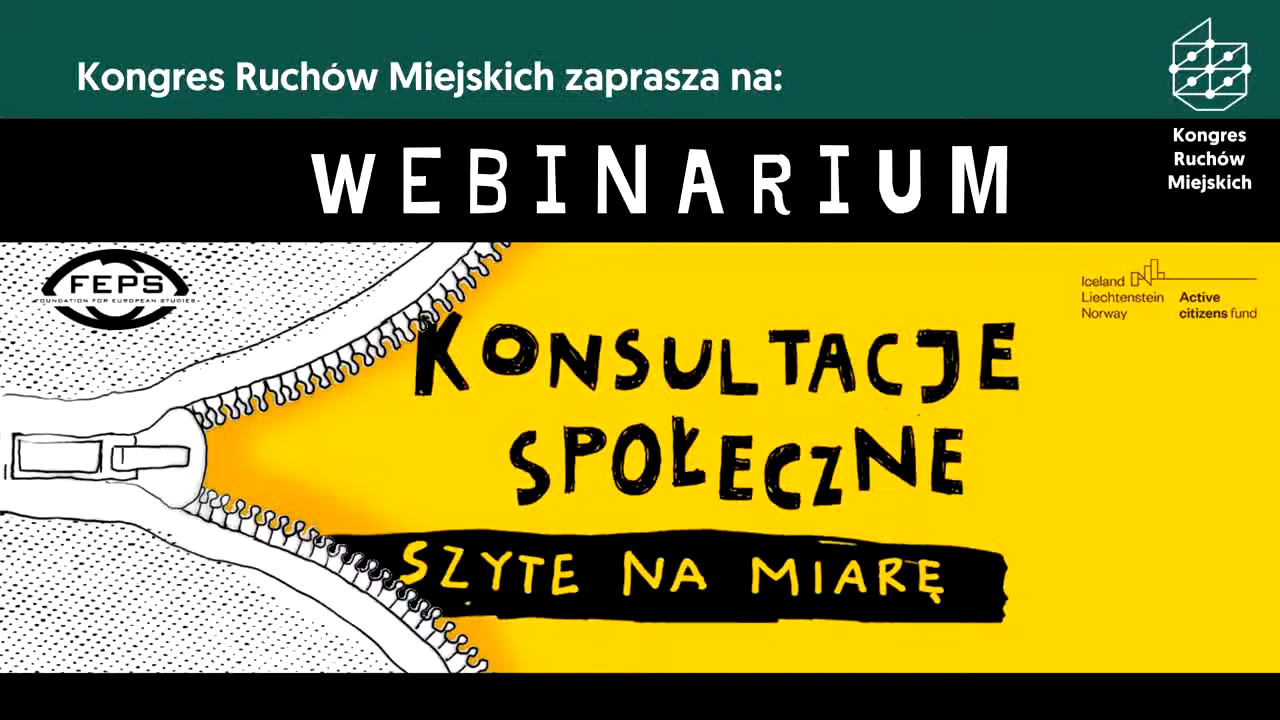 Kongres Ruchów Miejskich zaprasza na:
Kongres
Ruchów
Miejskich
WEBINARIUM
FEPS
FOUNDATION FOR EUROPEAN STUDIES
Iceland
Liechtenstein
Norway
Active
citizens fund
KONSULTACJE
SPOŁECZNE
SZYTE NA MIARĘ